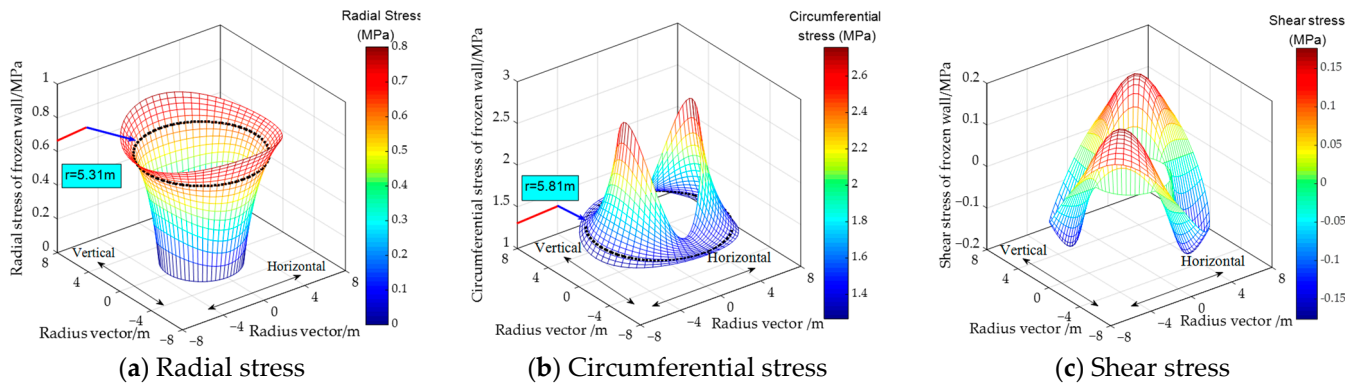 Radial Stress
(MPa)
0.8
0.7
0.6
0.5
0.4
0.3
0.2
0.1
0
Radial stress of frozen wall/MPa
1
0.8
0.6
0.4
0.2
0
r=5.31m
Vertical
Horizontal
8
4
0
−4
−8
−8
−4
0
4
8
Radius vector/m
Radius vector/m
(a) Radial stress
Circumferential
stress (MPa)
2.6
2.4
2.2
2
1.8
1.6
1.4
Circumferential stress of frozen wall/MPa
3
2.5
2
1.5
1
r=5.81m
Vertical
Horizontal
8
4
0
−4
−8
−8
−4
0
4
8
Radius vector /m
Radius vector /m
(b) Circumferential stress
Shear stress
(MPa)
0.15
0.10
0.05
0
−0.05
−0.10
−0.15
Shear stress of frozen wall/MPa
0.2
0.1
0
−0.1
−0.2
Vertical
Horizontal
8
4
0
−4
−8
−8
−4
0
4
8
Radius vector /m
Radius vector /m
(c) Shear stress